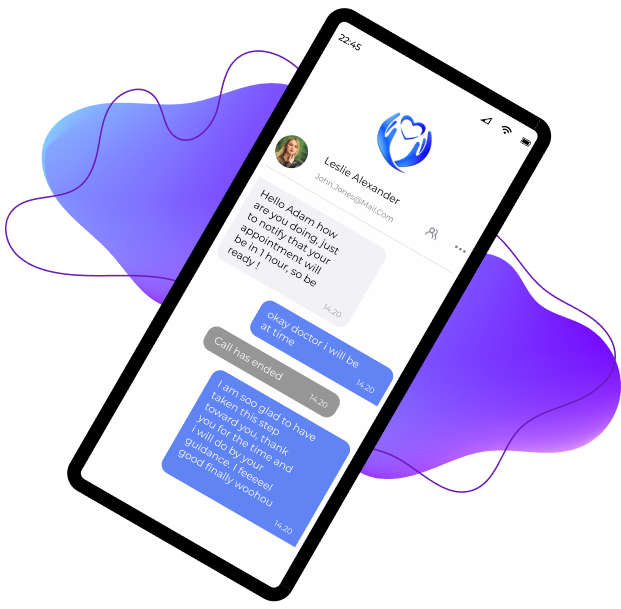 22:45
Leslie Alexander
John.Jones@Mail.Com
Hello Adam how
are you doing, just
to notify that your
appointment will
be in 1 hour, so be
ready !
14.20
okay doctor i will be
at time
14.20
Call has ended
14.20
I am soo glad to have
taken this step
toward you, thank
you for the time and
i will do by your
guidance. I feeeeel
good finally woohou
14.20